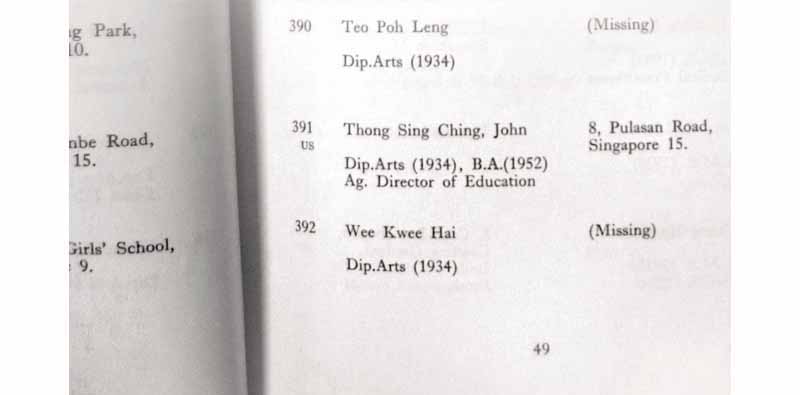 g Park,
10.
nbe Road,
15.
Girls' School,
9.
390 Teo Poh Leng (Missing)
Dip.Arts (1934)
391 Thong Sing Ching, John 8, Pulasan Road,
US Singapore 15.
Dip.Arts (1934), B.A.(1952)
Ag. Director of Education
392 Wee Kwee Hai (Missing)
Dip.Arts (1934)
49